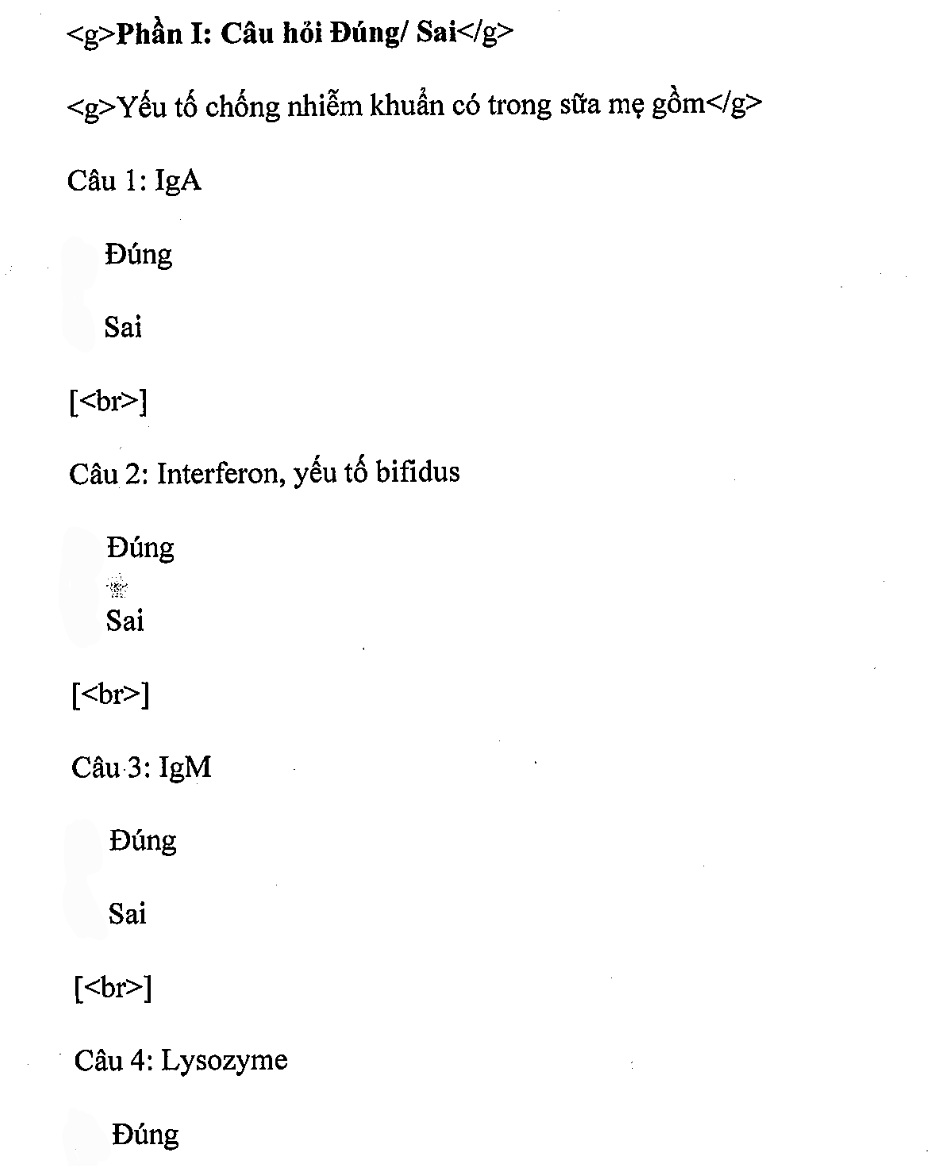 <g>Phần I: Câu hỏi Đúng/ Sai</g>
<g>Yếu tố chống nhiễm khuẩn có trong sữa mẹ gồm</g>
Câu 1: IgA
Đúng
Sai
[<br>]
Câu 2: Interferon, yếu tố bifidus
Đúng
Sai
[<br>]
Câu 3: IgM
Đúng
Sai
[<br>]
Câu 4: Lysozyme
Đúng